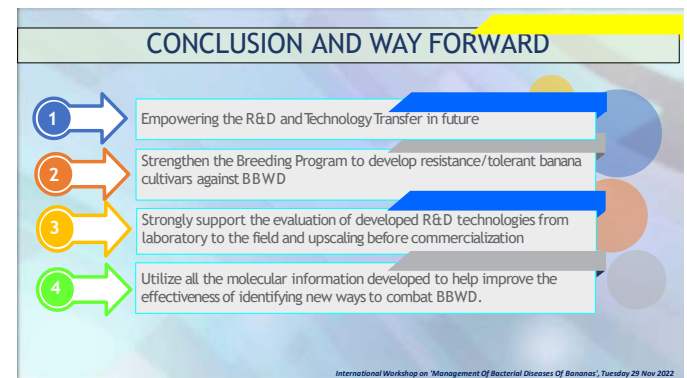 CONCLUSION AND WAY FORWARD
1
Empowering the R&D and Technology Transfer in future
2
Strengthen the Breeding Program to develop resistance/tolerant banana
cultivars against BBWD
3
Strongly support the evaluation of developed R&D technologies from
laboratory to the field and upscaling before commercialization
4
Utilize all the molecular information developed to help improve the
effectiveness of identifying new ways to combat BBWD.
International Workshop on 'Management Of Bacterial Diseases Of Bananas', Tuesday 29 Nov 2022